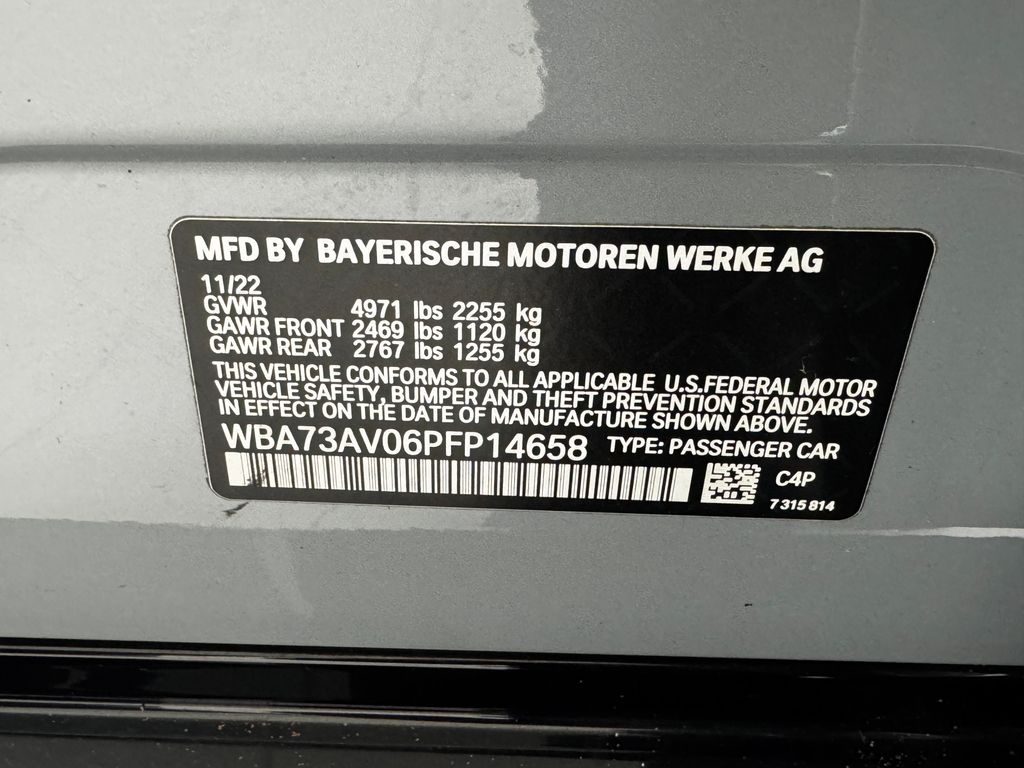 MFD BY BAYERISCHE MOTOREN WERKE AG
11/22
GVWR 4971 lbs 2255 kg
GAWR FRONT 2469 lbs 1120 kg
GAWR REAR 2767 lbs 1255 kg
THIS VEHICLE CONFORMS TO ALL APPLICABLE U.S.FEDERAL MOTOR
VEHICLE SAFETY, BUMPER AND THEFT PREVENTION STANDARDS
IN EFFECT ON THE DATE OF MANUFACTURE SHOWN ABOVE.
WBA73AV06PFP14658 TYPE: PASSENGER CAR
C4P
7 315 814